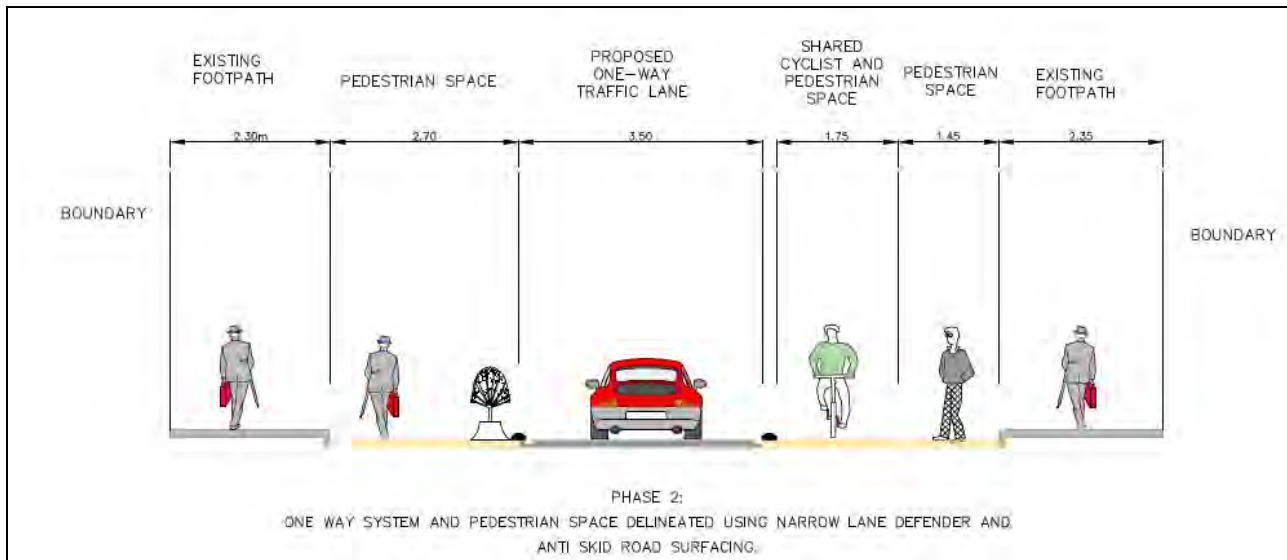 EXISTING
FOOTPATH
PEDESTRIAN SPACE
PROPOSED
ONE-WAY
TRAFFIC LANE
SHARED
CYCLIST AND
PEDESTRIAN
SPACE
PEDESTRIAN
SPACE
EXISTING
FOOTPATH
2.30m
2.70
3.50
1.75
1.45
2.35
BOUNDARY
BOUNDARY
PHASE 2:
ONE WAY SYSTEM AND PEDESTRIAN SPACE DELINEATED USING NARROW LANE DEFENDER AND
ANTI SKID ROAD SURFACING.